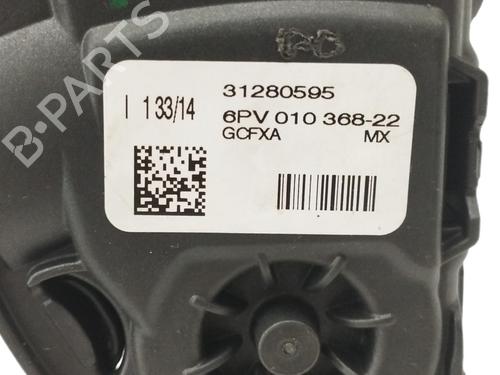 31280595
I 133/14
6PV 010 368-22
GCFXA MX
B-PARTS